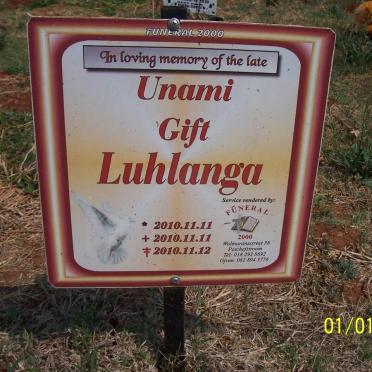 FUNERAL 2000
In loving memory of the late
Unami
Gift
Luhlanga
Service rendered by:
FUNERAL
2000
* 2010.11.11
+ 2010.11.11
‡ 2010.11.12
Potchefstroom
01/01